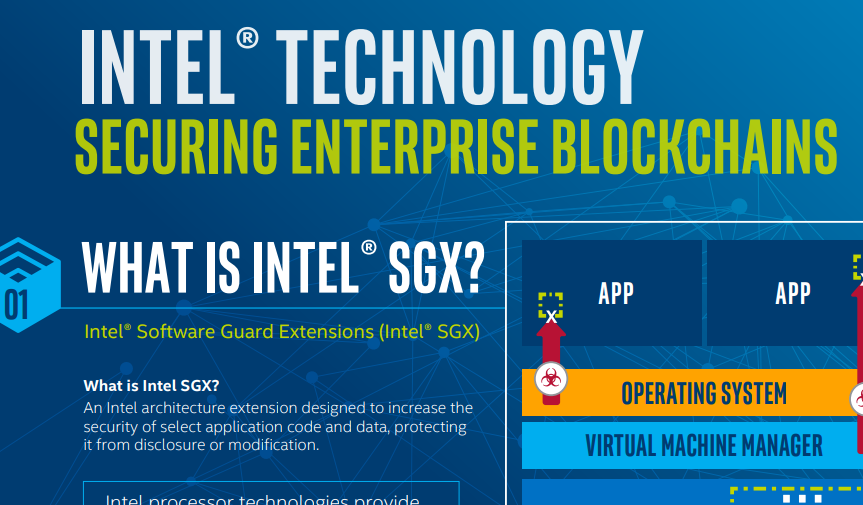 INTEL® TECHNOLOGY
SECURING ENTERPRISE BLOCKCHAINS
WHAT IS INTEL® SGX?
01
Intel® Software Guard Extensions (Intel® SGX)
What is Intel SGX?
An Intel architecture extension designed to increase the
security of select application code and data, protecting
it from disclosure or modification.
Intel processor technologies provide
APP
APP
X
OPERATING SYSTEM
VIRTUAL MACHINE MANAGER